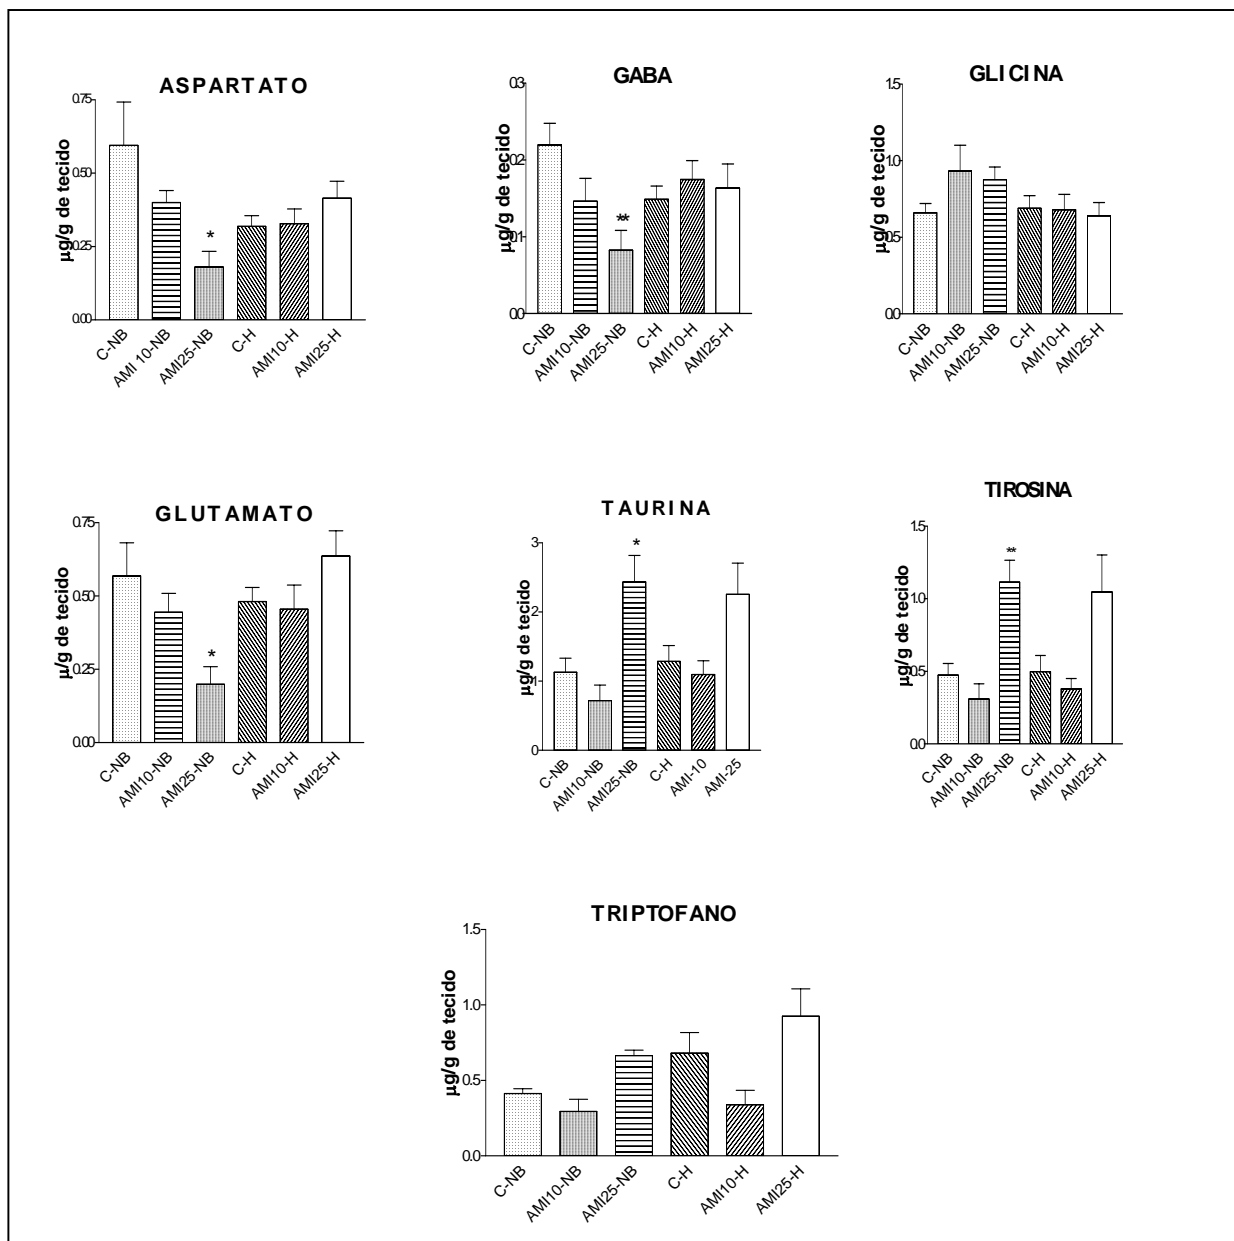 ASPARTATO
µg/g de tecido
0.75
0.50
0.25
0.00
*
C-NB
AMI 10-NB
AMI25-NB
C-H
AMI10-H
AMI25-H
GABA
µg/g de tecido
0.3
0.2
0.1
0.0
**
C-NB
AMI10-NB
AMI25-NB
C-H
AMI10-H
AMI25-H
GLICINA
µg/g de tecido
1.5
1.0
0.5
0.0
C-NB
AMI10-NB
AMI25-NB
C-H
AMI10-H
AMI25-H
GLUTAMATO
µ/g de tecido
0.75
0.50
0.25
0.00
*
C-NB
AMI10-NB
AMI25-NB
C-H
AMI10-H
AMI25-H
TAURINA
µg/g de tecido
3
2
1
0
*
C-NB
AMI10-NB
AMI25-NB
C-H
AMI-10
AMI-25
TIROSINA
µg/g de tecido
1.5
1.0
0.5
0.0
**
C-NB
AMI10-NB
AMI25-NB
C-H
AMI10-H
AMI25-H
TRIPTOFANO
µg/g de tecido
1.5
1.0
0.5
0.0
C-NB
AMI10-NB
AMI25-NB
C-H
AMI10-H
AMI25-H